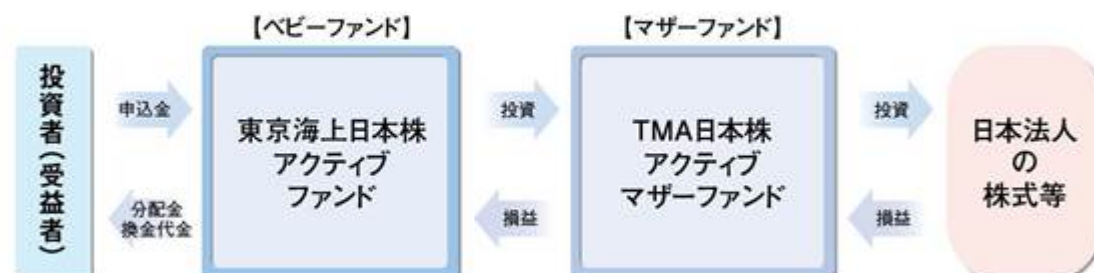 【ベビーファンド】
【マザーファンド】
投資者(受益者)
申込金
分配金
換金代金
東京海上日本株
アクティブ
ファンド
投資
損益
TMA日本株
アクティブ
マザーファンド
投資
損益
日本法人
の
株式等